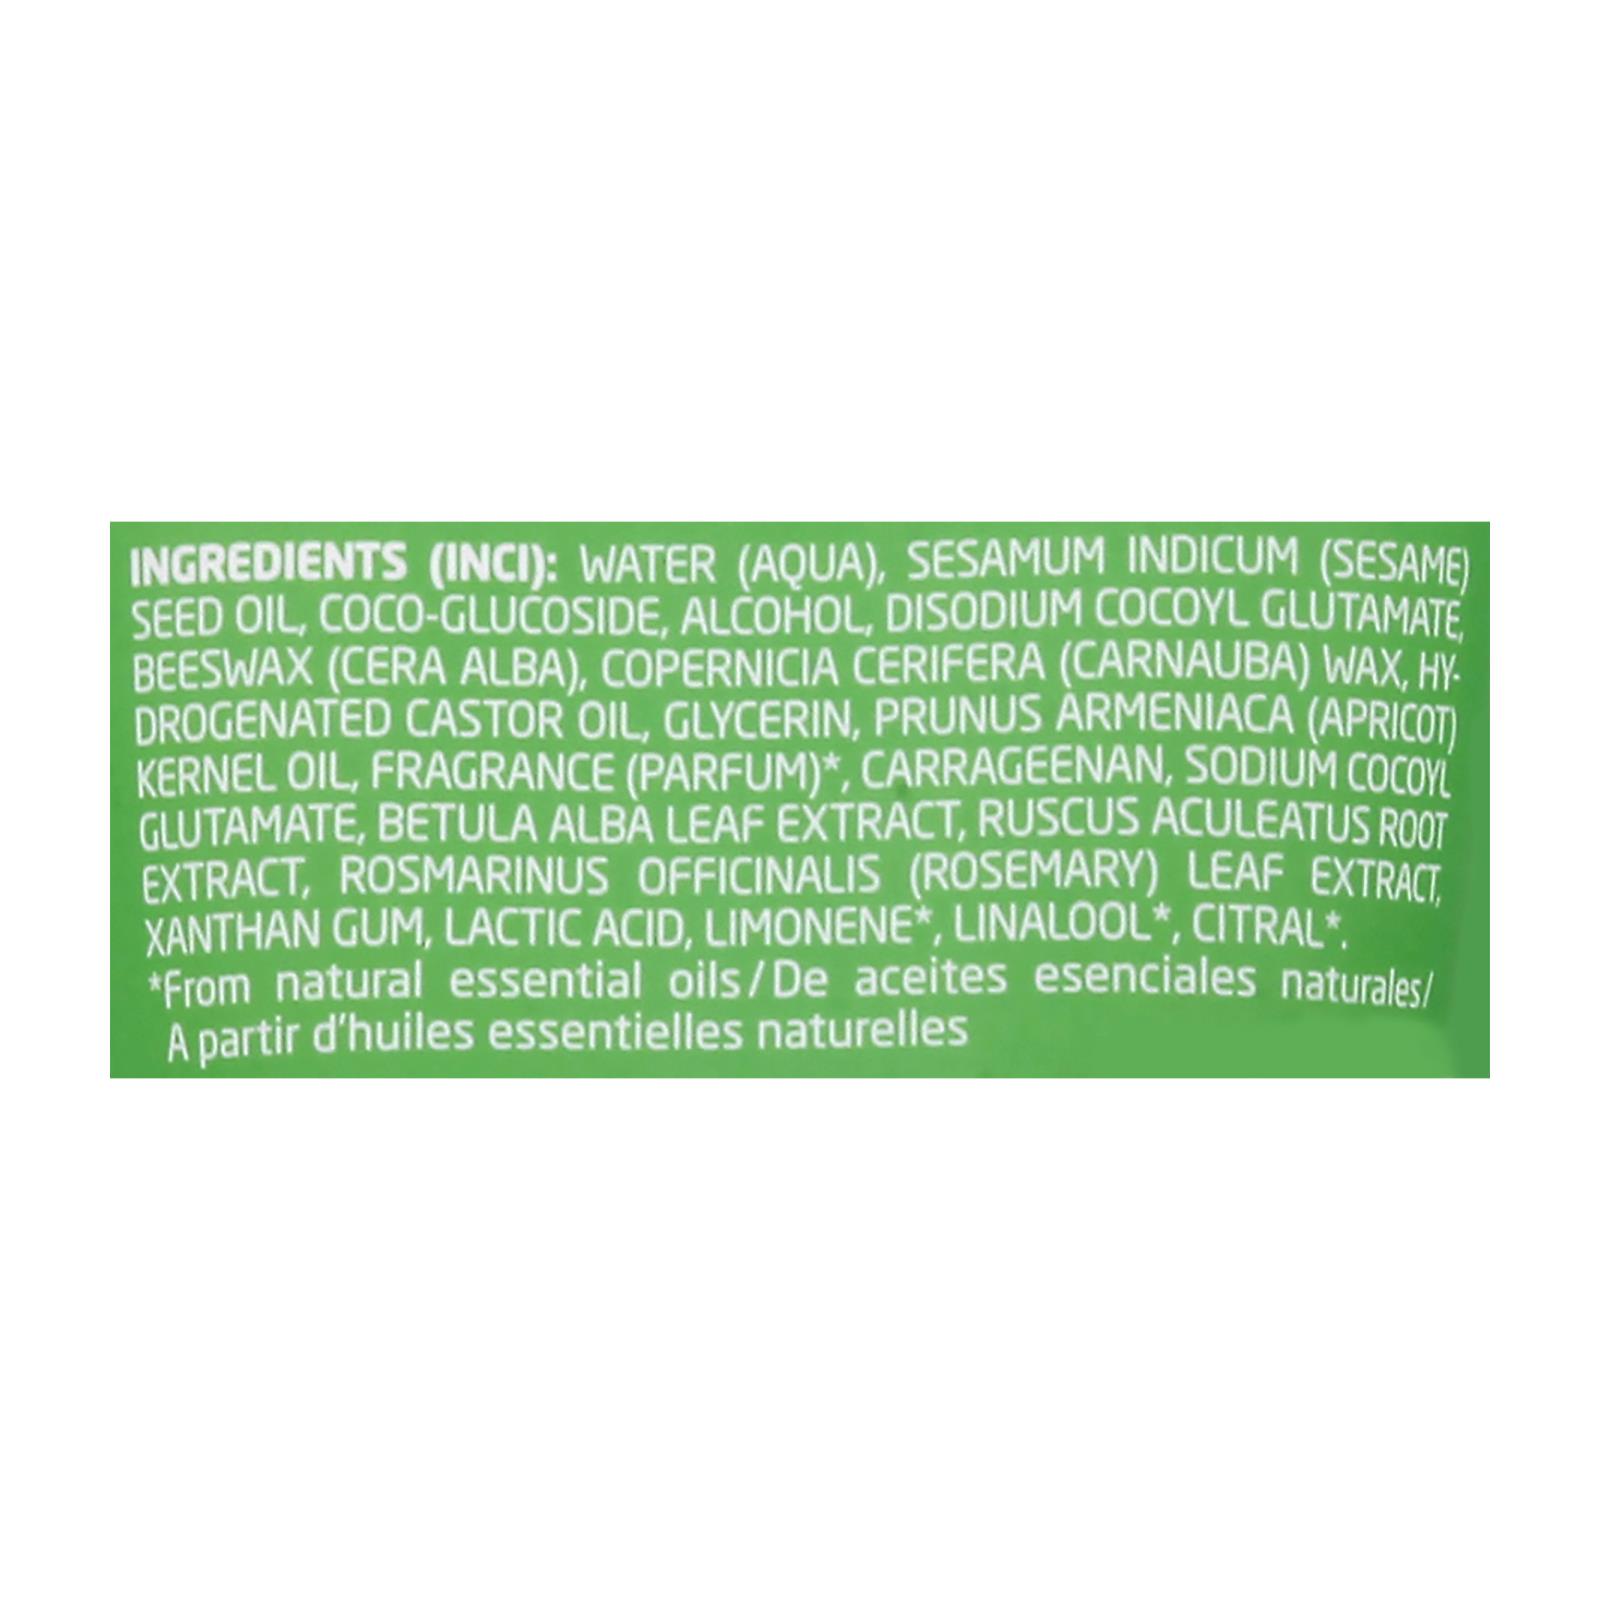 INGREDIENTS (INCI): WATER (AQUA), SESAMUM INDICUM (SESAME)
SEED OIL, COCO-GLUCOSIDE, ALCOHOL, DISODIUM COCOYL GLUTAMATE,
BEESWAX (CERA ALBA), COPERNICIA CERIFERA (CARNAUBA) WAX, HY-
DROGENATED CASTOR OIL, GLYCERIN, PRUNUS ARMENIACA (APRICOT)
KERNEL OIL, FRAGRANCE (PARFUM)*, CARRAGEENAN, SODIUM COCOYL
GLUTAMATE, BETULA ALBA LEAF EXTRACT, RUSCUS ACULEATUS ROOT
EXTRACT, ROSMARINUS OFFICINALIS (ROSEMARY) LEAF EXTRACT,
XANTHAN GUM, LACTIC ACID, LIMONENE*, LINALOOL*, CITRAL*.
*From natural essential oils/De aceites esenciales naturales/
A partir d'huiles essentielles naturelles